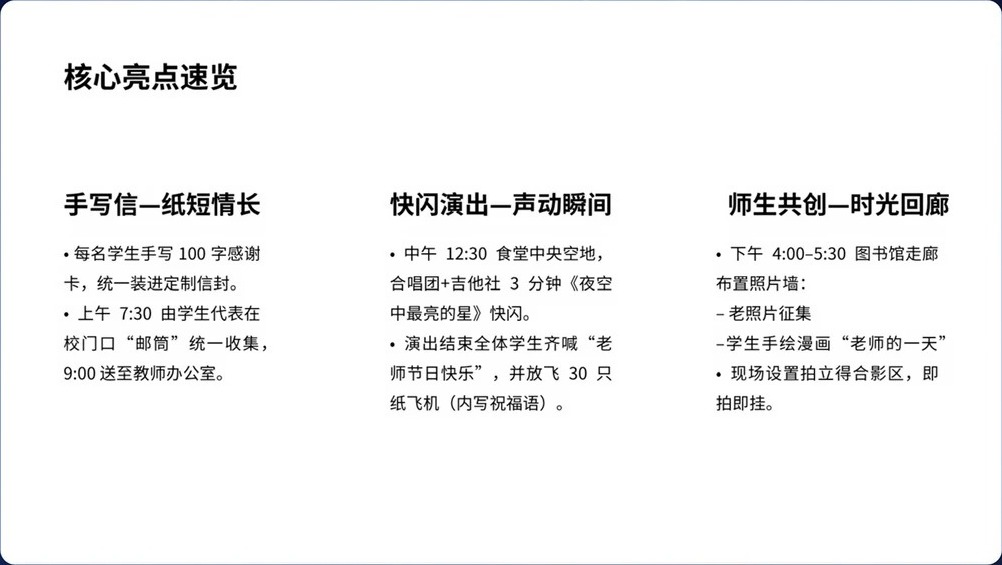 核心亮点速览
手写信—纸短情长
• 每名学生手写 100 字感谢
卡，统一装进定制信封。
• 上午 7:30 由学生代表在
校门口“邮筒”统一收集，
9:00 送至教师办公室。
快闪演出—声动瞬间
• 中午 12:30 食堂中央空地，
合唱团+吉他社 3 分钟《夜空
中最亮的星》快闪。
• 演出结束全体学生齐喊“老
师节日快乐”，并放飞 30 只
纸飞机（内写祝福语）。
师生共创—时光回廊
• 下午 4:00–5:30 图书馆走廊
布置照片墙：
– 老照片征集
–学生手绘漫画“老师的一天”
• 现场设置拍立得合影区，即
拍即挂。